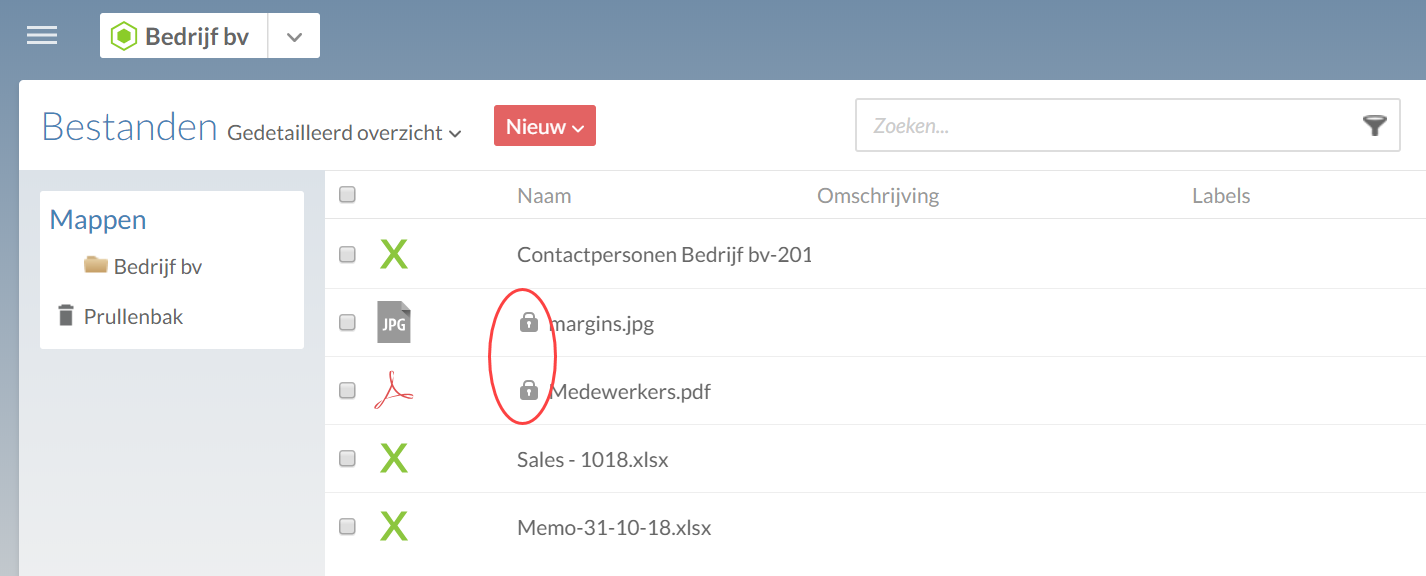 Bedrijf bv
Bestanden Gedetailleerd overzicht
Nieuw
Zoeken...
Mappen
Bedrijf bv
Prullenbak
Naam Omschrijving Labels
Contactpersonen Bedrijf bv-201
JPG margins.jpg
Medewerkers.pdf
Sales - 1018.xlsx
Memo-31-10-18.xlsx